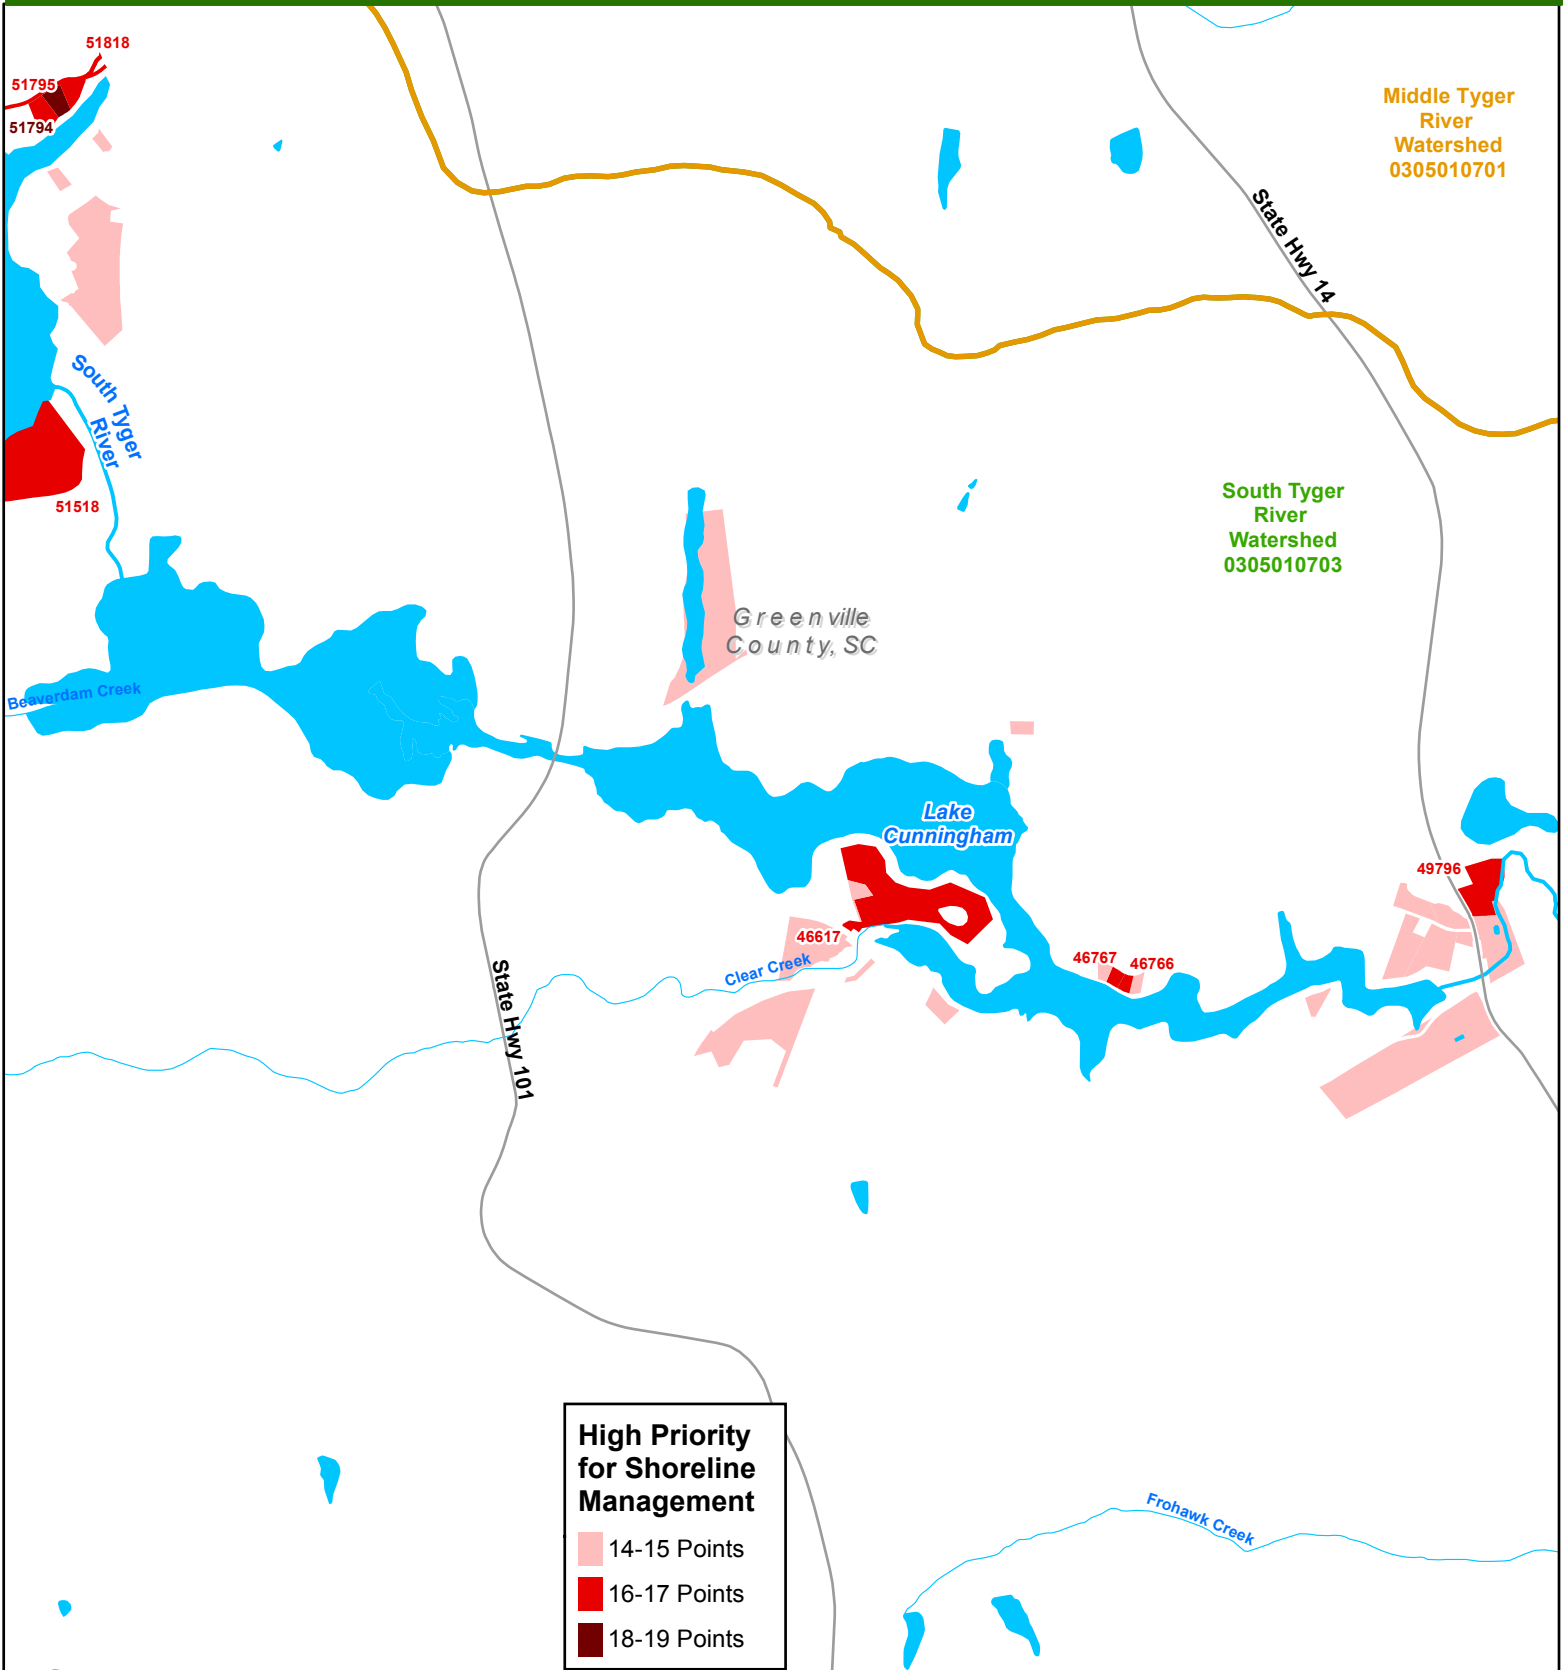 51818
51795
51794
Middle Tyger
River
Watershed
0305010701
State Hwy 14
South Tyger
River
51518
South Tyger
River
Watershed
0305010703
Greenville
County, SC
Beaverdam Creek
Lake
Cunningham
49796
46617
46767
46766
Clear Creek
State Hwy 101
High Priority
for Shoreline
Management
14-15 Points
16-17 Points
18-19 Points
Frohawk Creek